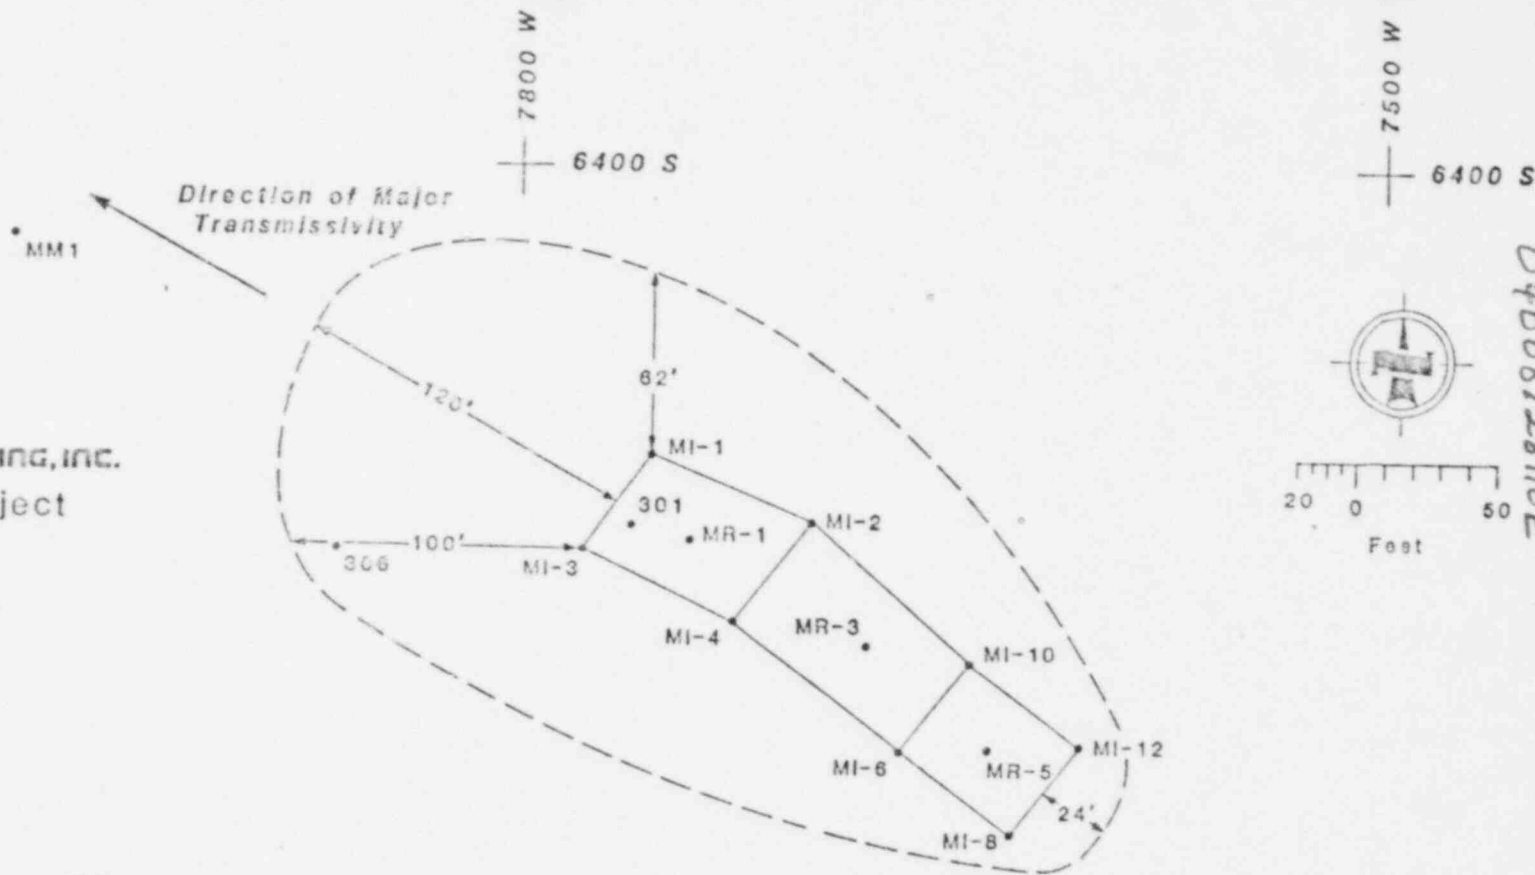 7800 W
6400 S
7500 W
6400 S
Direction of Major
Transmissivity
MM1
62'
120'
ING, INC.
ject
MI-1
301
MR-1
MI-2
100'
306
MI-3
MI-4
MR-3
MI-10
MI-6
MR-5
MI-12
24'
MI-8
20 0 50
Feet